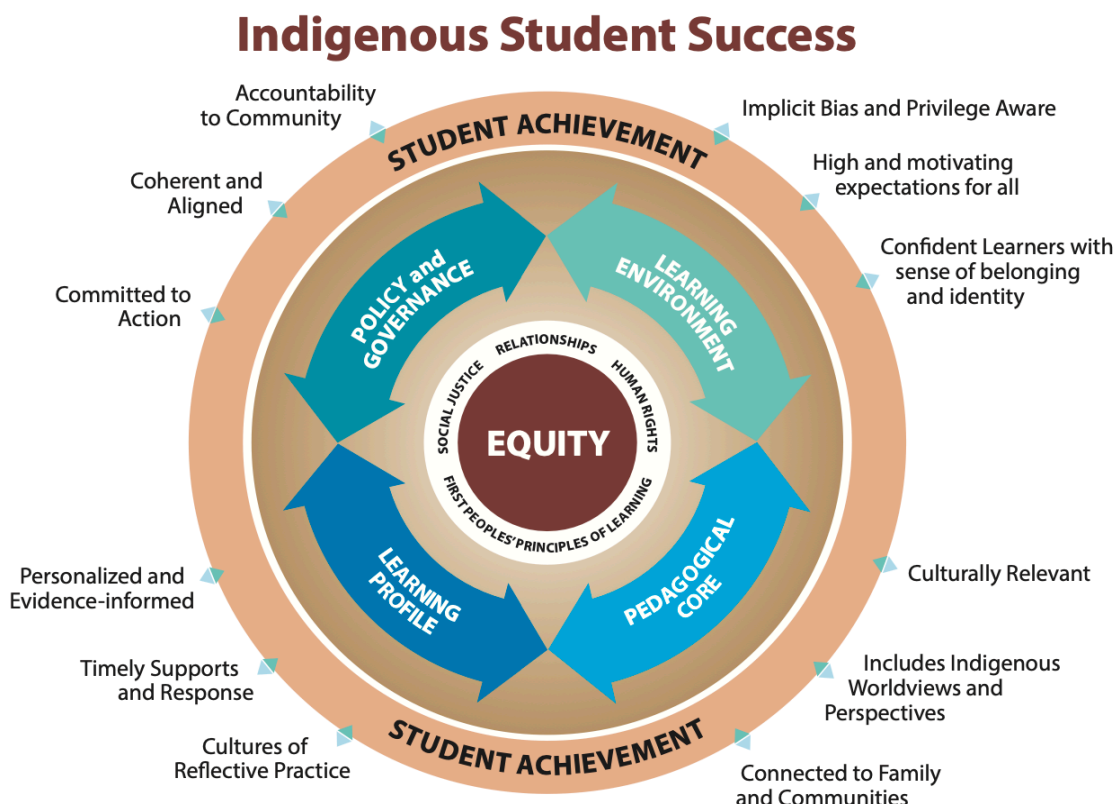 Indigenous Student Success
Accountability
to Community
Coherent and
Aligned
Committed to
Action
Implicit Bias and Privilege Aware
High and motivating
expectations for all
Confident Learners with
sense of belonging
and identity
STUDENT ACHIEVEMENT
POLICY and
GOVERNANCE
LEARNING
ENVIRONMENT
RELATIONSHIPS
SOCIAL JUSTICE
HUMAN RIGHTS
EQUITY
FIRST PEOPLES' PRINCIPLES OF LEARNING
LEARNING
PROFILE
PEDAGOGICAL
CORE
Personalized and
Evidence-informed
Timely Supports
and Response
Cultures of
Reflective Practice
Culturally Relevant
Includes Indigenous
Worldviews and
Perspectives
Connected to Family
and Communities
STUDENT ACHIEVEMENT